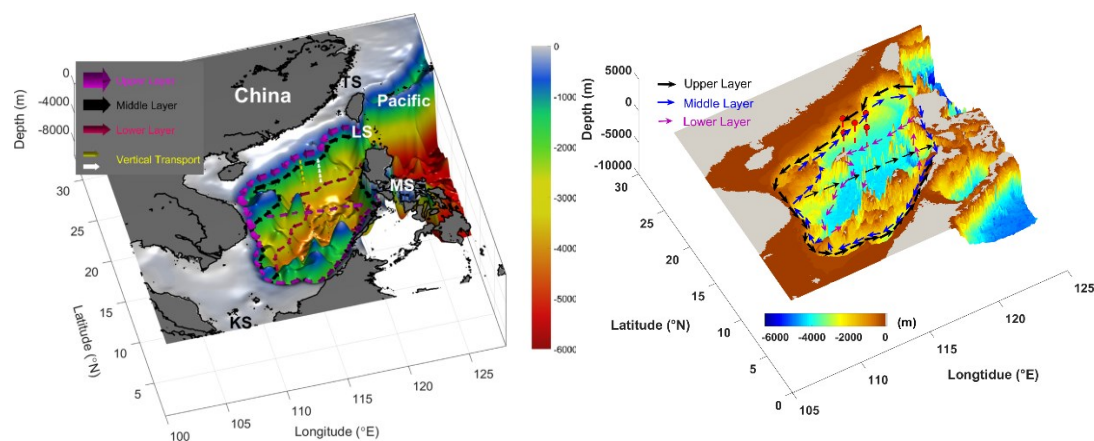 Upper Layer
Middle Layer
Lower Layer
Vertical Transport
China
TS
Pacific
LS
MS
KS
Depth (m)
0
-4000
-8000
30
25
20
15
10
5
Latitude (°N)
100
105
110
115
120
125
Longitude (°E)
0
-1000
-2000
-3000
-4000
-5000
-6000
Upper Layer
Middle Layer
Lower Layer
Depth (m)
5000
0
-5000
-10000
30
25
20
15
10
5
0
Latitude (°N)
105
110
115
120
125
Longtidue (°E)
-6000 -4000 -2000 0 (m)